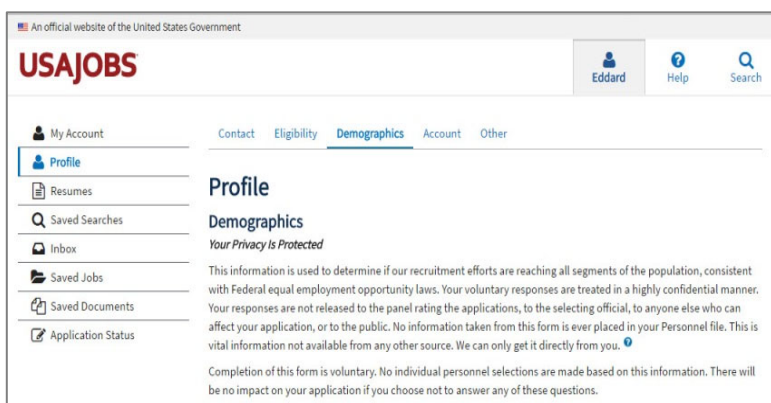 An official website of the United States Government
USAJOBS
Eddard
Help
Search
My Account
Profile
Resumes
Saved Searches
Inbox
Saved Jobs
Saved Documents
Application Status
Contact Eligibility Demographics Account Other
Profile
Demographics
Your Privacy Is Protected
This information is used to determine if our recruitment efforts are reaching all segments of the population, consistent
with Federal equal employment opportunity laws. Your voluntary responses are treated in a highly confidential manner.
Your responses are not released to the panel rating the applications, to the selecting official, to anyone else who can
affect your application, or to the public. No information taken from this form is ever placed in your Personnel file. This is
vital information not available from any other source. We can only get it directly from you.
Completion of this form is voluntary. No individual personnel selections are made based on this information. There will
be no impact on your application if you choose not to answer any of these questions.